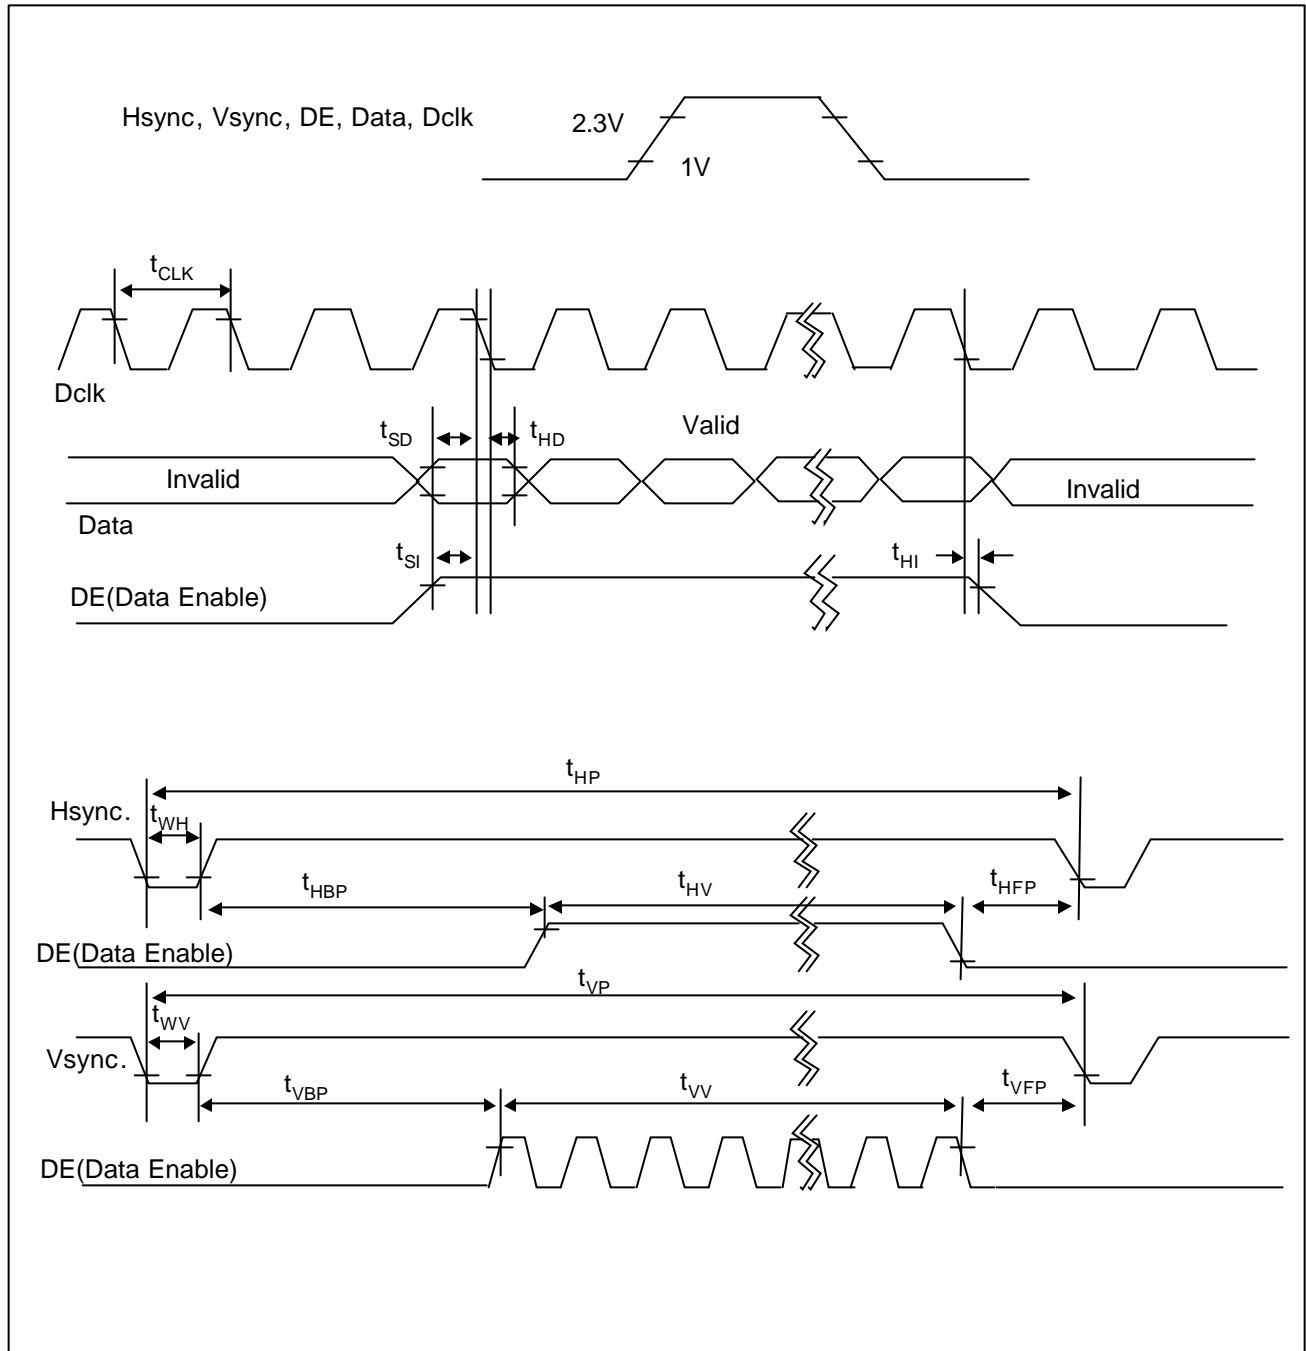 Hsync, Vsync, DE, Data, Dclk
2.3V
1V
tCLK
Dclk
tSD
tHD
Valid
Invalid
Invalid
Data
tSI
tHI
DE(Data Enable)
tHP
Hsync.
tWH
tHBP
tHV
tHFP
DE(Data Enable)
tVP
tWV
Vsync.
tVBP
tVV
tVFP
DE(Data Enable)